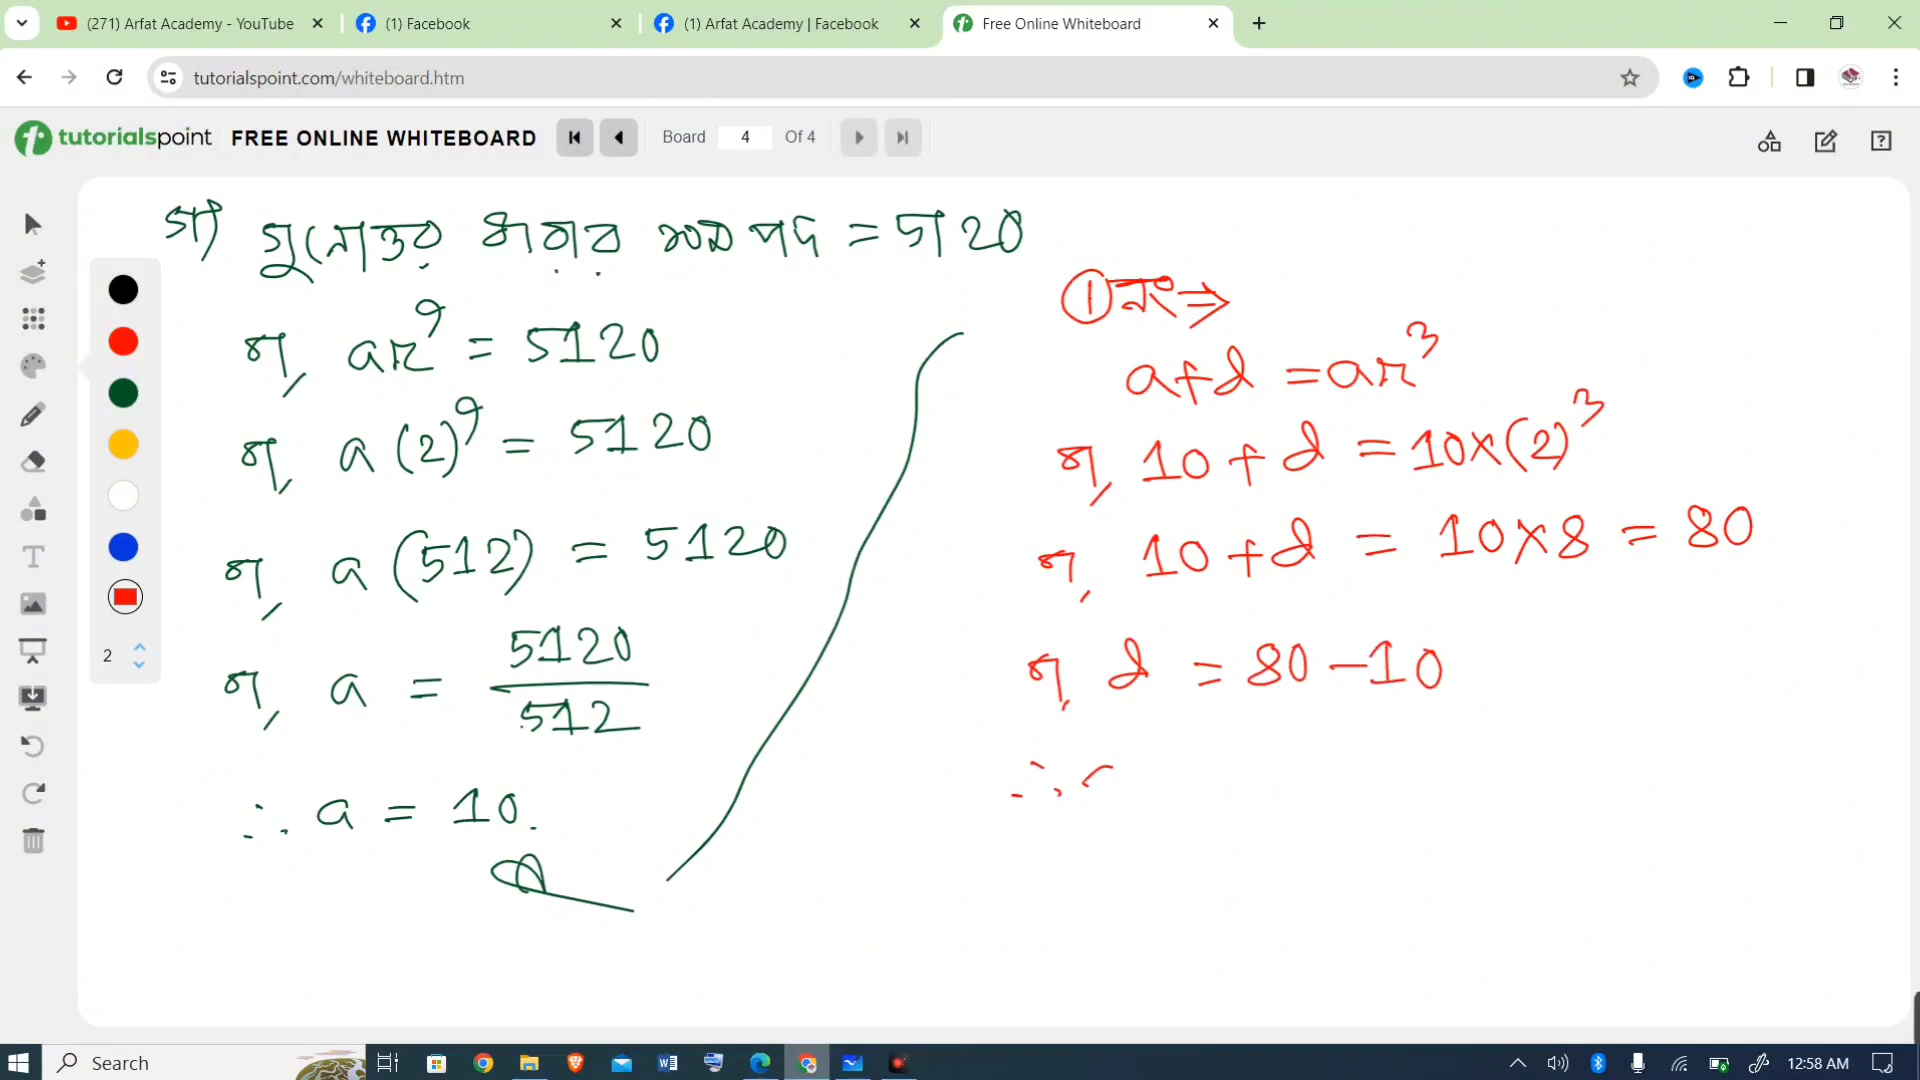 (271) Arfat Academy - YouTube
(1) Facebook
(1) Arfat Academy | Facebook
Free Online Whiteboard
tutorialspoint.com/whiteboard.htm
tutorialspoint FREE ONLINE WHITEBOARD Board 4 Of 4
গুণোত্তর ধারার ১০ম পদ = 5120
বা, ar⁹ = 5120
বা, a (2)⁹ = 5120
বা, a (512) = 5120
বা, a = 5120/512
∴ a = 10.
① নং ⇒
a+d = ar³
বা, 10 + d = 10×(2)³
বা, 10 + d = 10×8 = 80
বা, d = 80 - 10
∴
2
Search
12:58 AM